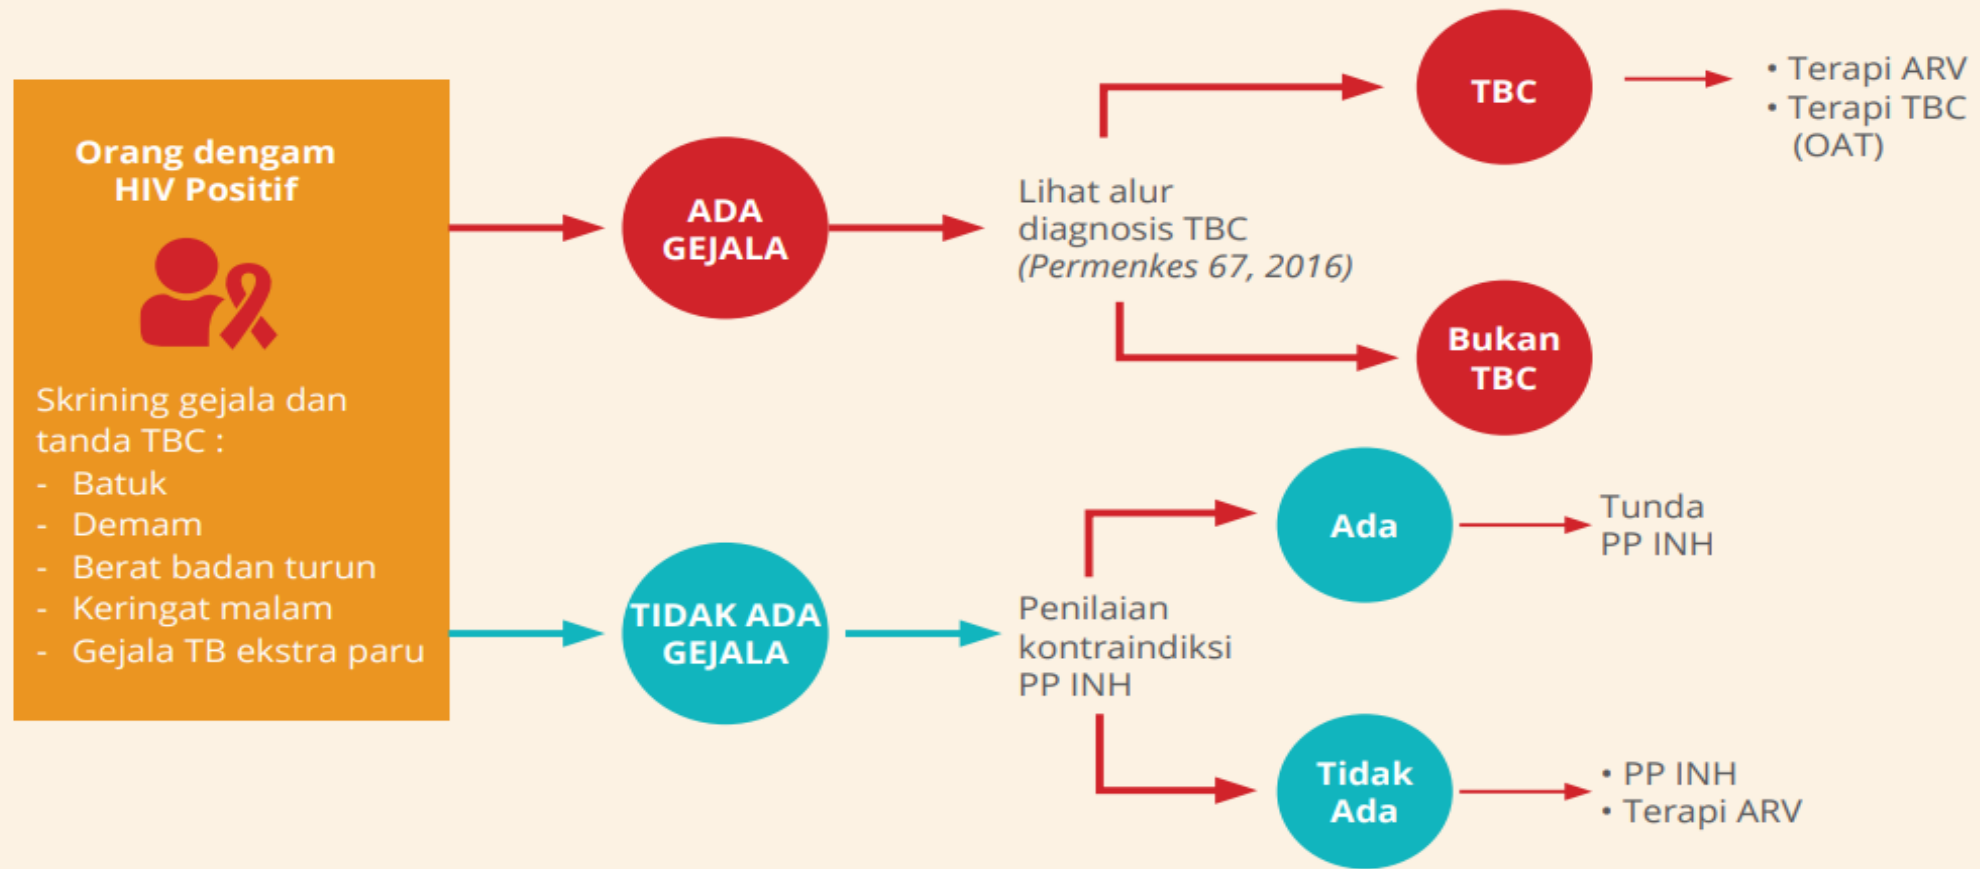 Orang dengam
HIV Positif
Skrining gejala dan
tanda TBC :
- Batuk
- Demam
- Berat badan turun
- Keringat malam
- Gejala TB ekstra paru
ADA
GEJALA
Lihat alur
diagnosis TBC
(Permenkes 67, 2016)
TBC
• Terapi ARV
• Terapi TBC
(OAT)
Bukan
TBC
TIDAK ADA
GEJALA
Penilaian
kontraindiksi
PP INH
Ada
Tunda
PP INH
Tidak
Ada
• PP INH
• Terapi ARV